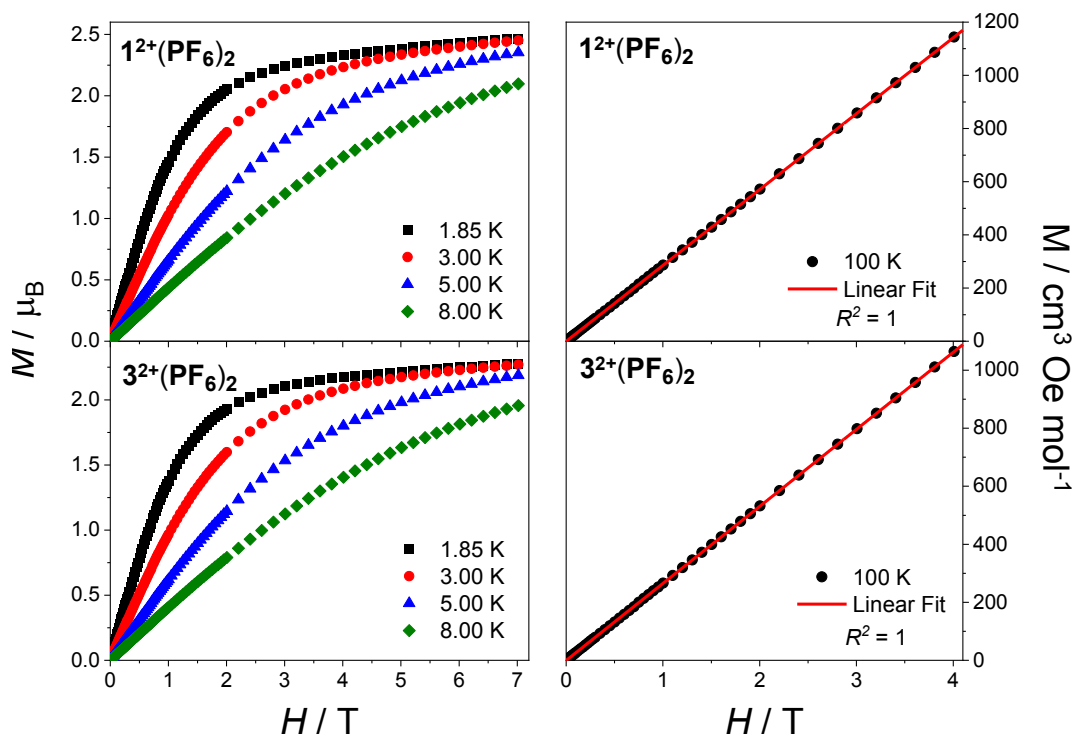 1²⁺(PF₆)₂
2.5
2.0
1.5
1.0
0.5
0.0
1.85 K
3.00 K
5.00 K
8.00 K
1²⁺(PF₆)₂
1200
1000
800
600
400
200
0
100 K
Linear Fit
R² = 1
3²⁺(PF₆)₂
2.0
1.5
1.0
0.5
0.0
1.85 K
3.00 K
5.00 K
8.00 K
0 1 2 3 4 5 6 7
3²⁺(PF₆)₂
1000
800
600
400
200
0
100 K
Linear Fit
R² = 1
0 1 2 3 4
M / μ_B
M / cm³ Oe mol⁻¹
H / T
H / T